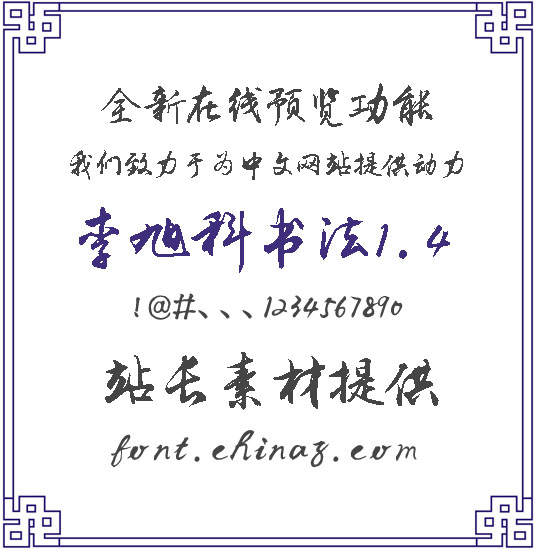 全新在线预览功能
我们致力于为中文网站提供动力
李旭科书法1.4
!@#、、、1234567890
站长素材提供
font.chinaz.com